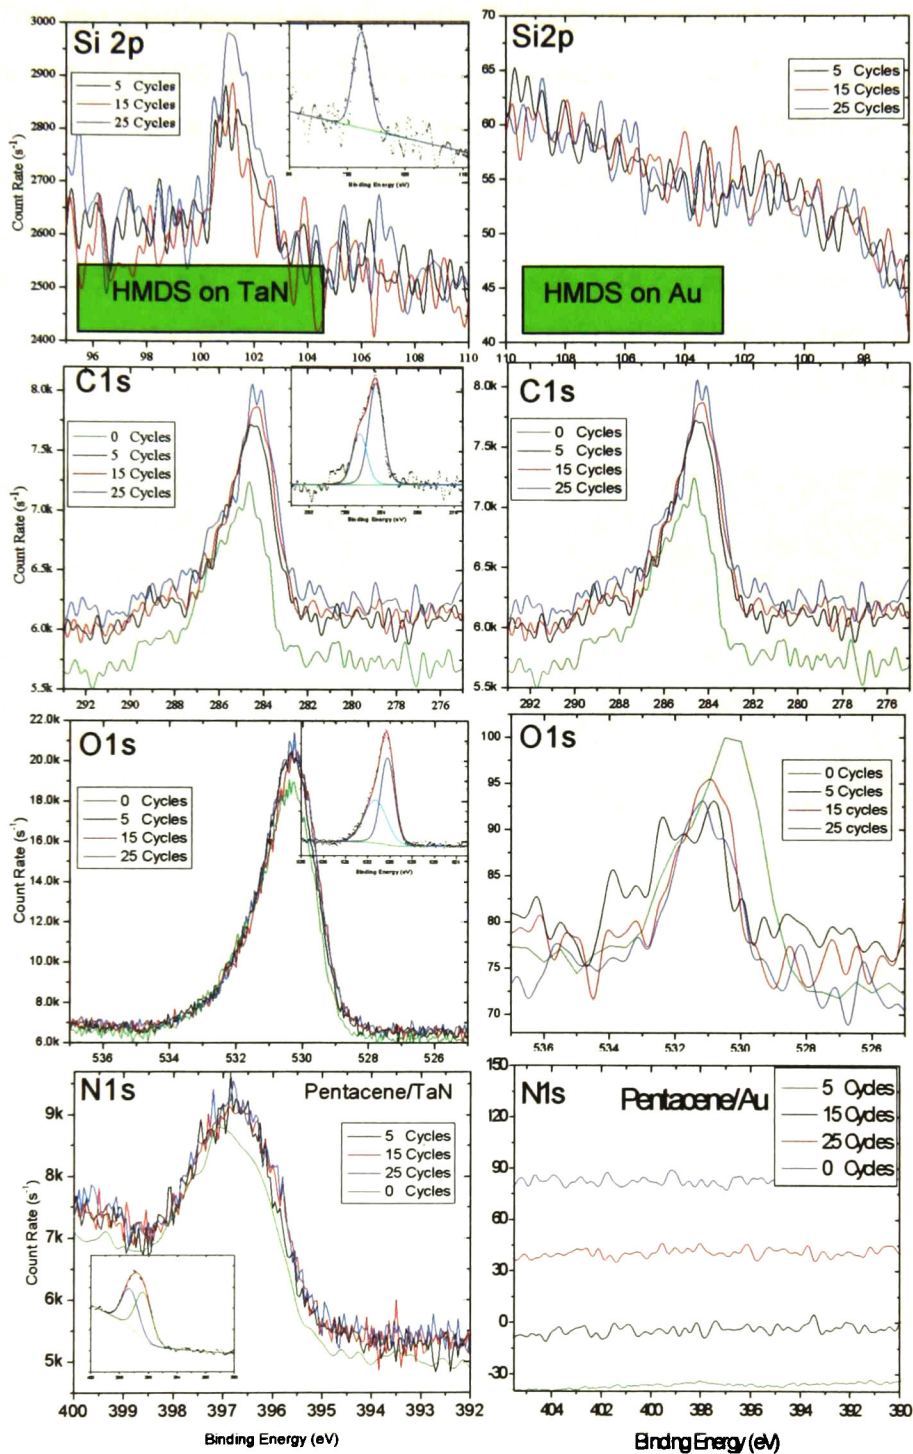 Si 2p
5 Cycles
15 Cycles
25 Cycles
HMDS on TaN
Count Rate (s⁻¹)
3000
2900
2800
2700
2600
2500
2400
96 98 100 102 104 106 108 110
Binding Energy (eV)
Si2p
5 Cycles
15 Cycles
25 Cycles
HMDS on Au
70
65
60
55
50
45
40
110 108 106 104 102 100 98
C1s
0 Cycles
5 Cycles
15 Cycles
25 Cycles
Count Rate (s⁻¹)
8.0k
7.5k
7.0k
6.5k
6.0k
5.5k
292 290 288 286 284 282 280 278 276
Binding Energy (eV)
C1s
0 Cycles
5 Cycles
15 Cycles
25 Cycles
8.0k
7.5k
7.0k
6.5k
6.0k
5.5k
292 290 288 286 284 282 280 278 276
O1s
0 Cycles
5 Cycles
15 Cycles
25 Cycles
Count Rate (s⁻¹)
22.0k
20.0k
18.0k
16.0k
14.0k
12.0k
10.0k
8.0k
6.0k
536 534 532 530 528 526
Binding Energy (eV)
O1s
0 Cycles
5 Cycles
15 cycles
25 cycles
100
95
90
85
80
75
70
536 534 532 530 528 526
N1s
Pentacene/TaN
5 Cycles
15 Cycles
25 Cycles
0 Cycles
Count Rate (s⁻¹)
9k
8k
7k
6k
5k
400 399 398 397 396 395 394 393 392
Binding Energy (eV)
N1s
Pentacene/Au
5 Cycles
15 Cycles
25 Cycles
0 Cycles
150
120
90
60
30
0
-30
404 402 400 398 396 394 392 390
Binding Energy (eV)